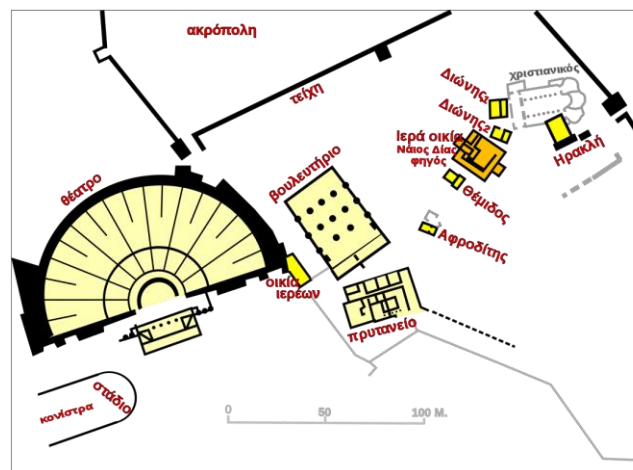 ακρόπολη
τείχη
Διώνης1
χριστιανικός
Διώνης2
Ιερά οικία
Νάιος Δίας
φηγός
Ηρακλή
Θέμιδος
Αφροδίτης
θέατρο
βουλευτήριο
οικία
ιερέων
πρυτανείο
στάδιο
κονίστρα
0 50 100 Μ.